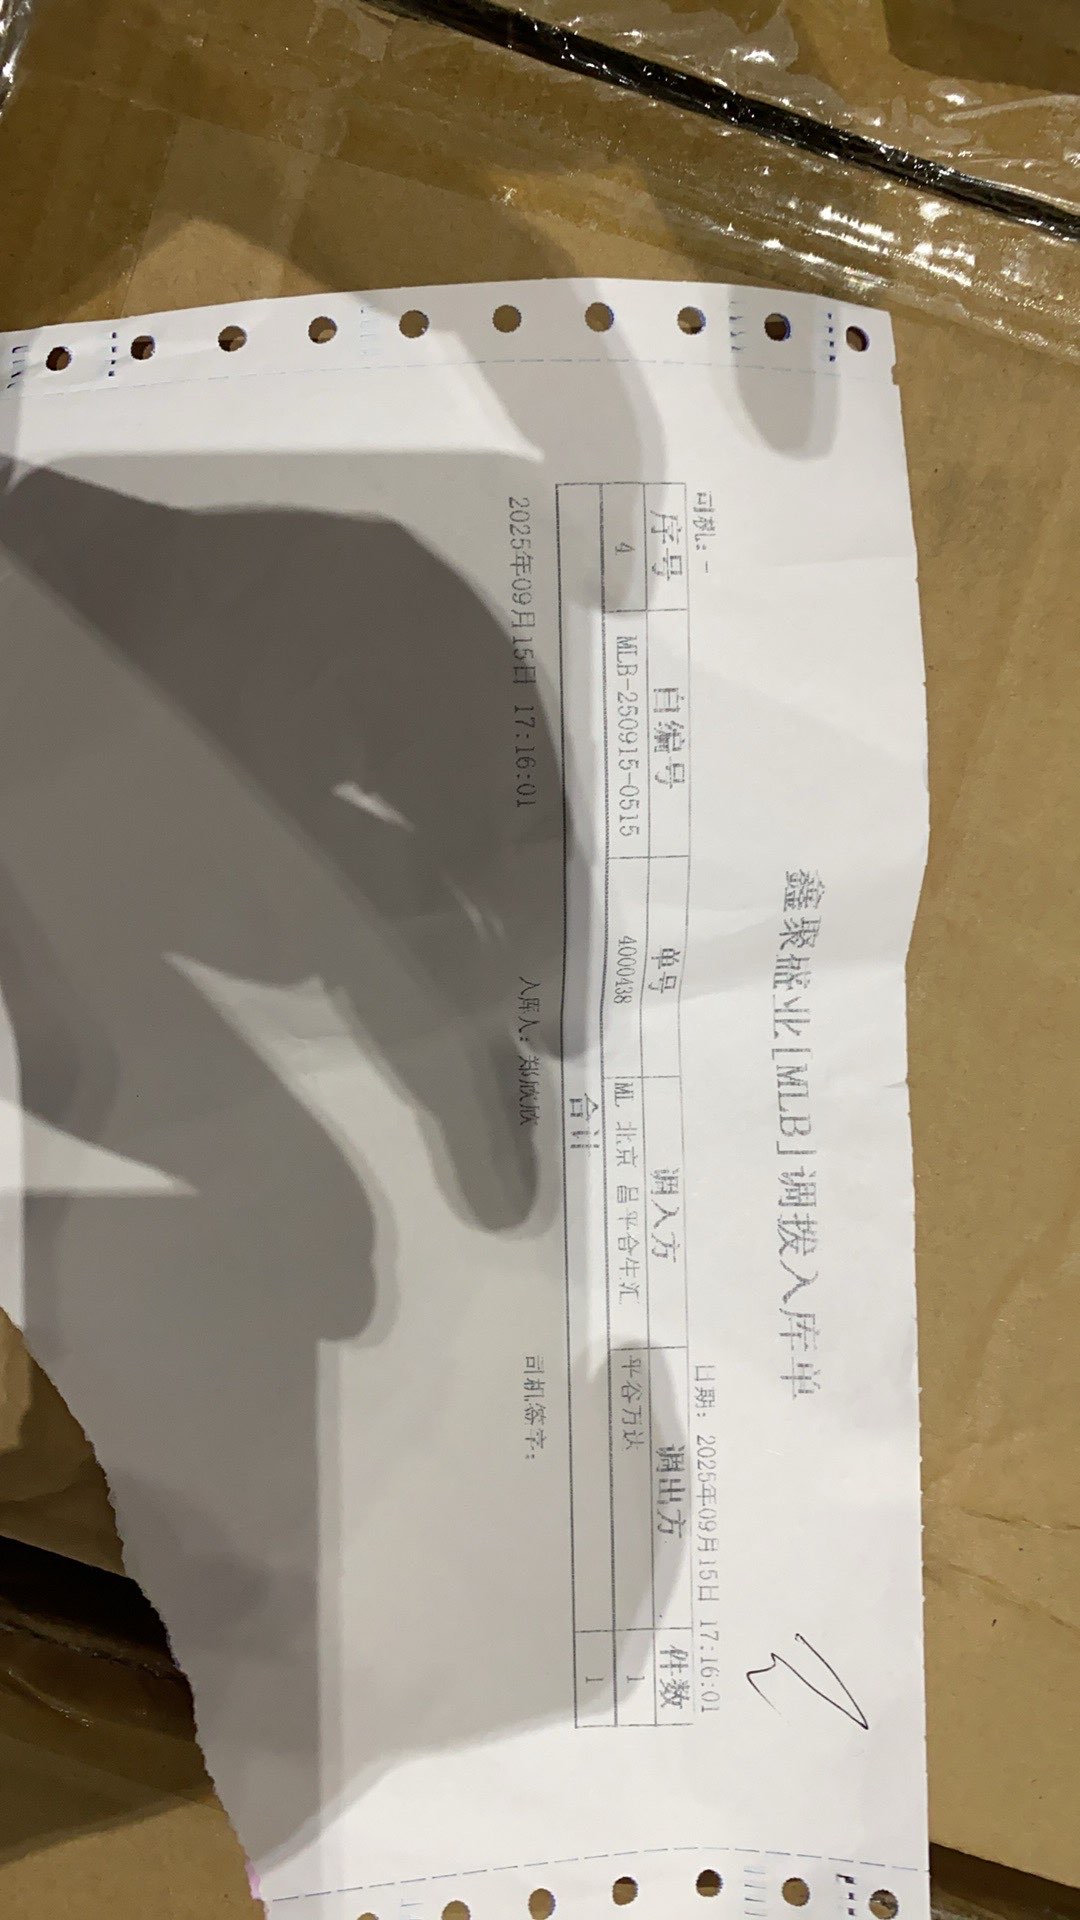 鑫聚盛业[MLB]调拨入库单
司机：- 日期：2025年09月15日 17:16:01
序号 自编号 单号 调入方 调出方 件数
4 MLB-250915-0515 4000438 ML 北京 昌平合生汇 平谷万达 1
合计 1
2025年09月15日 17:16:01 入库人：郑欣欣 司机签字：